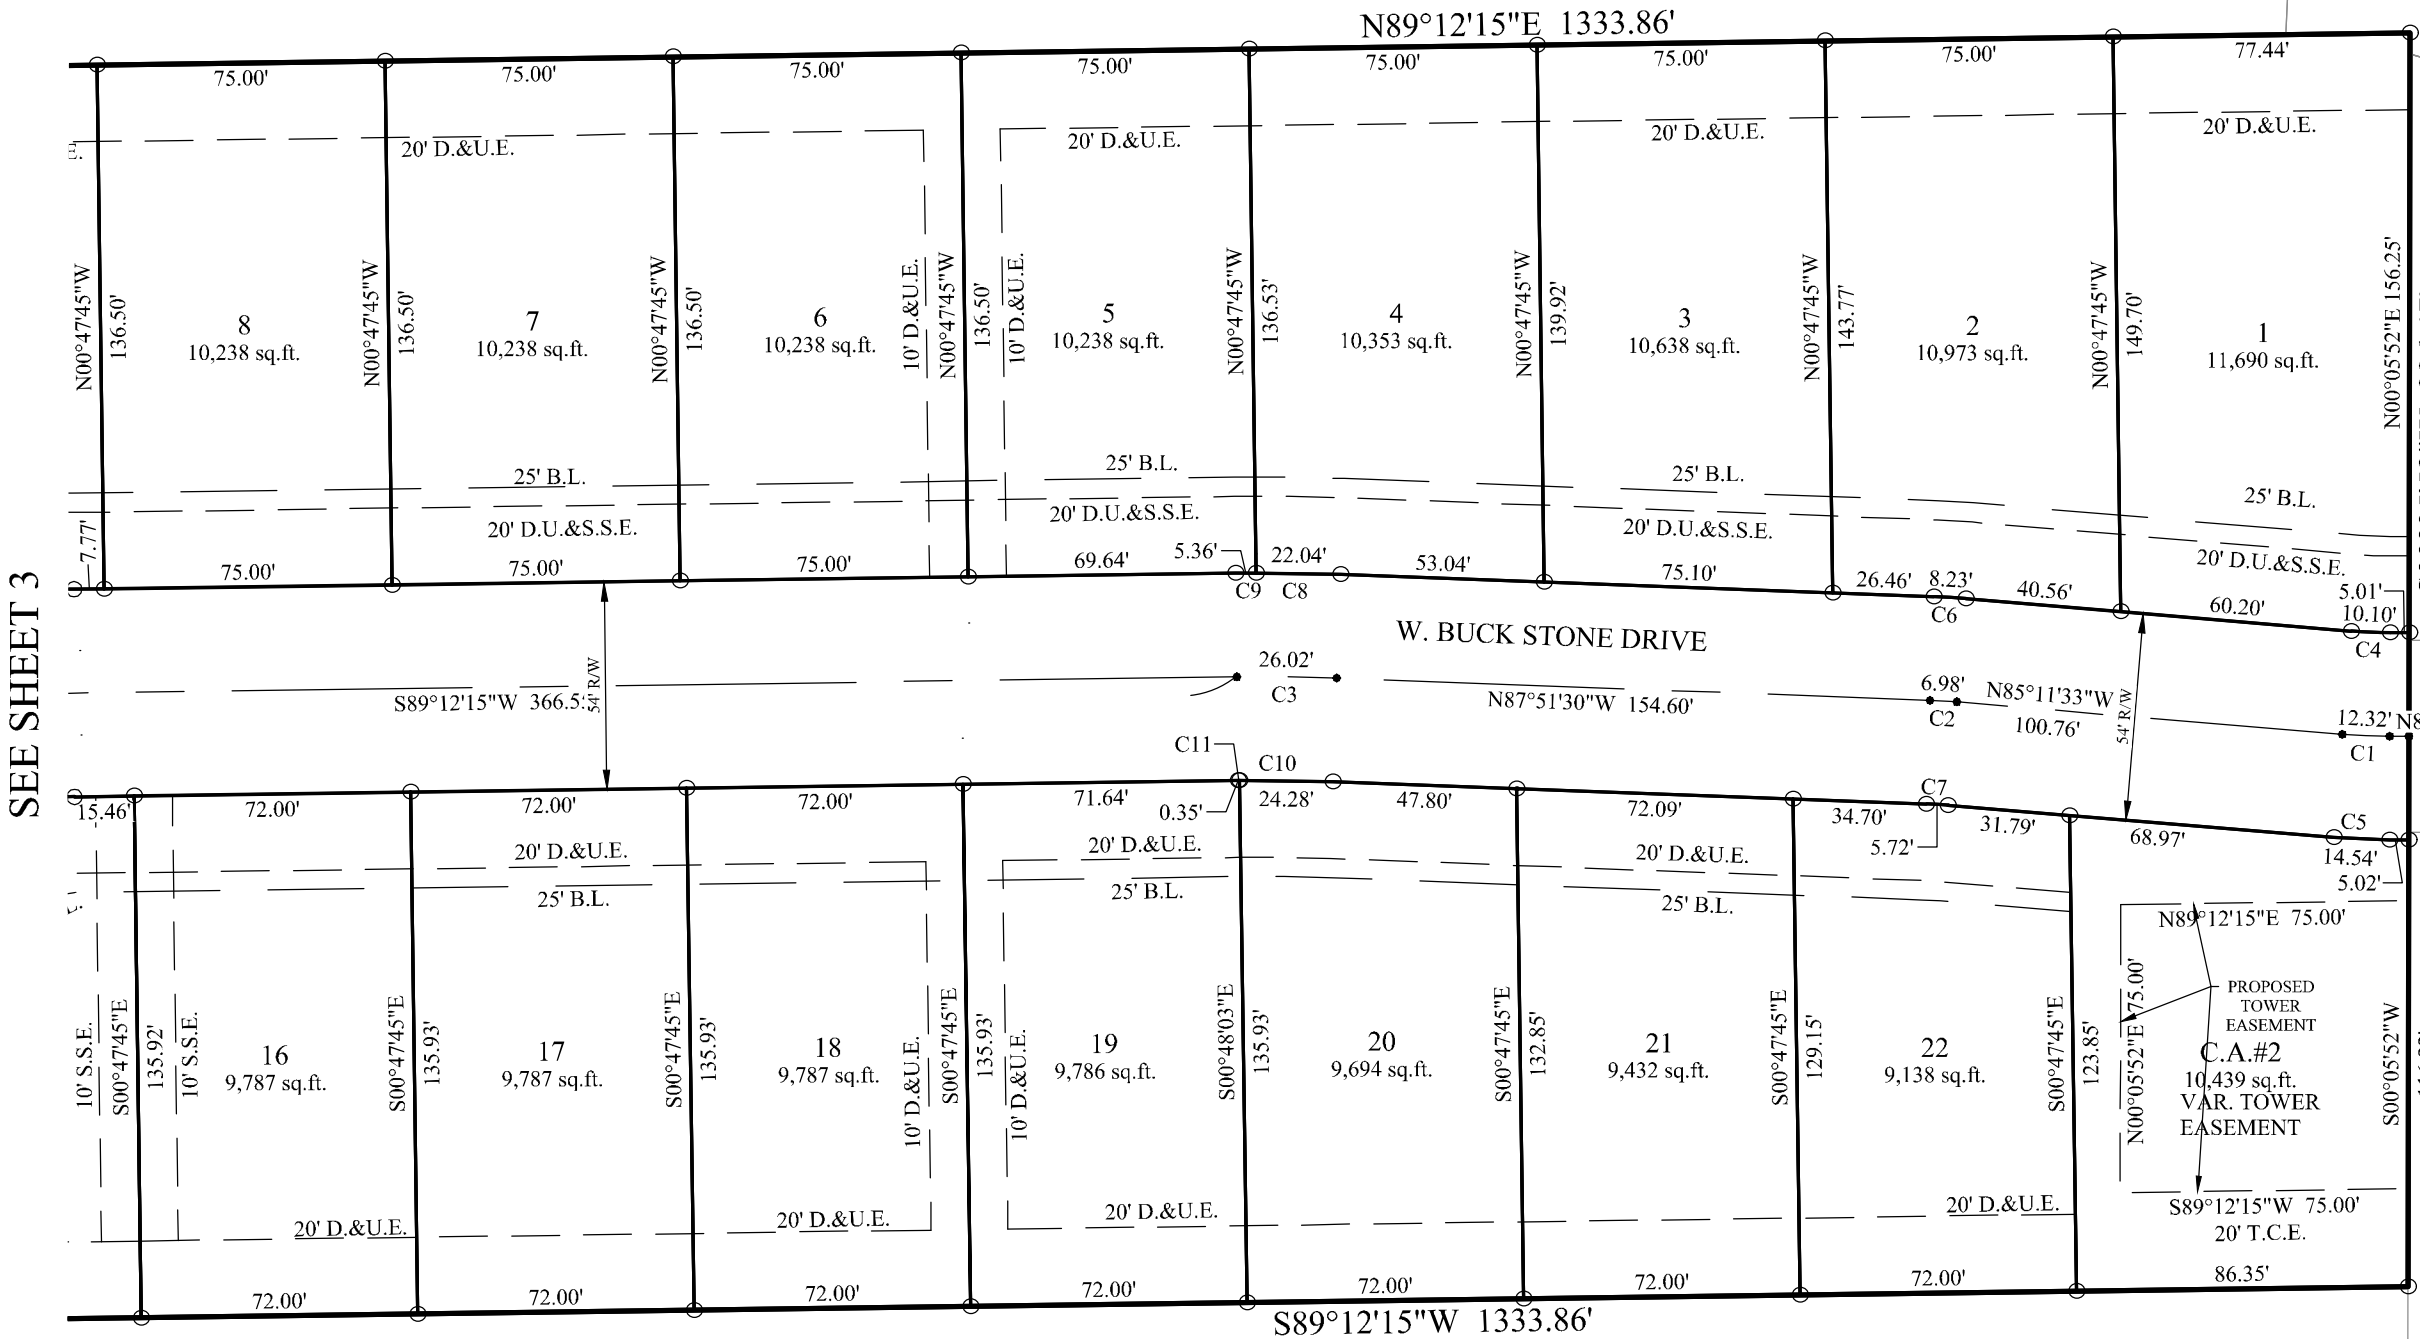 N89°12'15"E 1333.86'
75.00'
75.00'
75.00'
75.00'
75.00'
75.00'
75.00'
77.44'
E.
20' D.&U.E.
20' D.&U.E.
20' D.&U.E.
20' D.&U.E.
N00°47'45"W
136.50'
8
10,238 sq.ft.
N00°47'45"W
136.50'
7
10,238 sq.ft.
N00°47'45"W
136.50'
6
10,238 sq.ft.
10' D.&U.E.
N00°47'45"W
136.50'
10' D.&U.E.
5
10,238 sq.ft.
N00°47'45"W
136.53'
4
10,353 sq.ft.
N00°47'45"W
139.92'
3
10,638 sq.ft.
N00°47'45"W
143.77'
2
10,973 sq.ft.
N00°47'45"W
149.70'
1
11,690 sq.ft.
N00°05'52"E 156.25'
25' B.L.
25' B.L.
25' B.L.
25' B.L.
20' D.U.&S.S.E.
20' D.U.&S.S.E.
20' D.U.&S.S.E.
20' D.U.&S.S.E.
7.77'
75.00'
75.00'
75.00'
69.64'
5.36'
22.04'
C9
C8
53.04'
75.10'
26.46'
8.23'
C6
40.56'
60.20'
5.01'
10.10'
C4
SEE SHEET 3
W. BUCK STONE DRIVE
S89°12'15"W 366.5
54' R/W
26.02'
C3
N87°51'30"W 154.60'
6.98'
C2
N85°11'33"W
100.76'
54' R/W
12.32'
N8
C1
15.46'
72.00'
72.00'
72.00'
71.64'
C11
0.35'
C10
24.28'
47.80'
72.09'
34.70'
C7
5.72'
31.79'
68.97'
C5
14.54'
5.02'
20' D.&U.E.
20' D.&U.E.
20' D.&U.E.
25' B.L.
25' B.L.
25' B.L.
10' S.S.E.
S00°47'45"E
135.92'
10' S.S.E.
16
9,787 sq.ft.
S00°47'45"E
135.93'
17
9,787 sq.ft.
S00°47'45"E
135.93'
18
9,787 sq.ft.
10' D.&U.E.
S00°47'45"E
135.93'
10' D.&U.E.
19
9,786 sq.ft.
S00°48'03"E
135.93'
20
9,694 sq.ft.
S00°47'45"E
132.85'
21
9,432 sq.ft.
S00°47'45"E
129.15'
22
9,138 sq.ft.
S00°47'45"E
123.85'
N89°12'15"E 75.00'
N00°05'52"E 75.00'
PROPOSED
TOWER
EASEMENT
C.A.#2
10,439 sq.ft.
VAR. TOWER
EASEMENT
S00°05'52"W
S89°12'15"W 75.00'
20' T.C.E.
20' D.&U.E.
20' D.&U.E.
20' D.&U.E.
20' D.&U.E.
72.00'
72.00'
72.00'
72.00'
72.00'
72.00'
72.00'
86.35'
S89°12'15"W 1333.86'